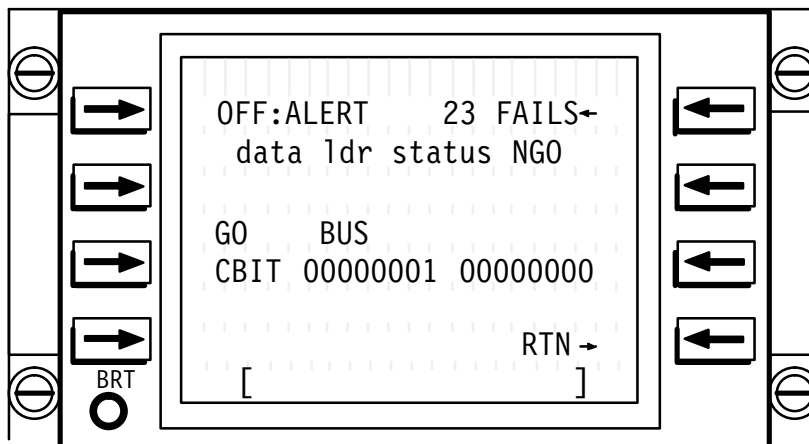 OFF:ALERT 23 FAILS←
data ldr status NGO
GO BUS
CBIT 00000001 00000000
RTN→
[ ]
BRT